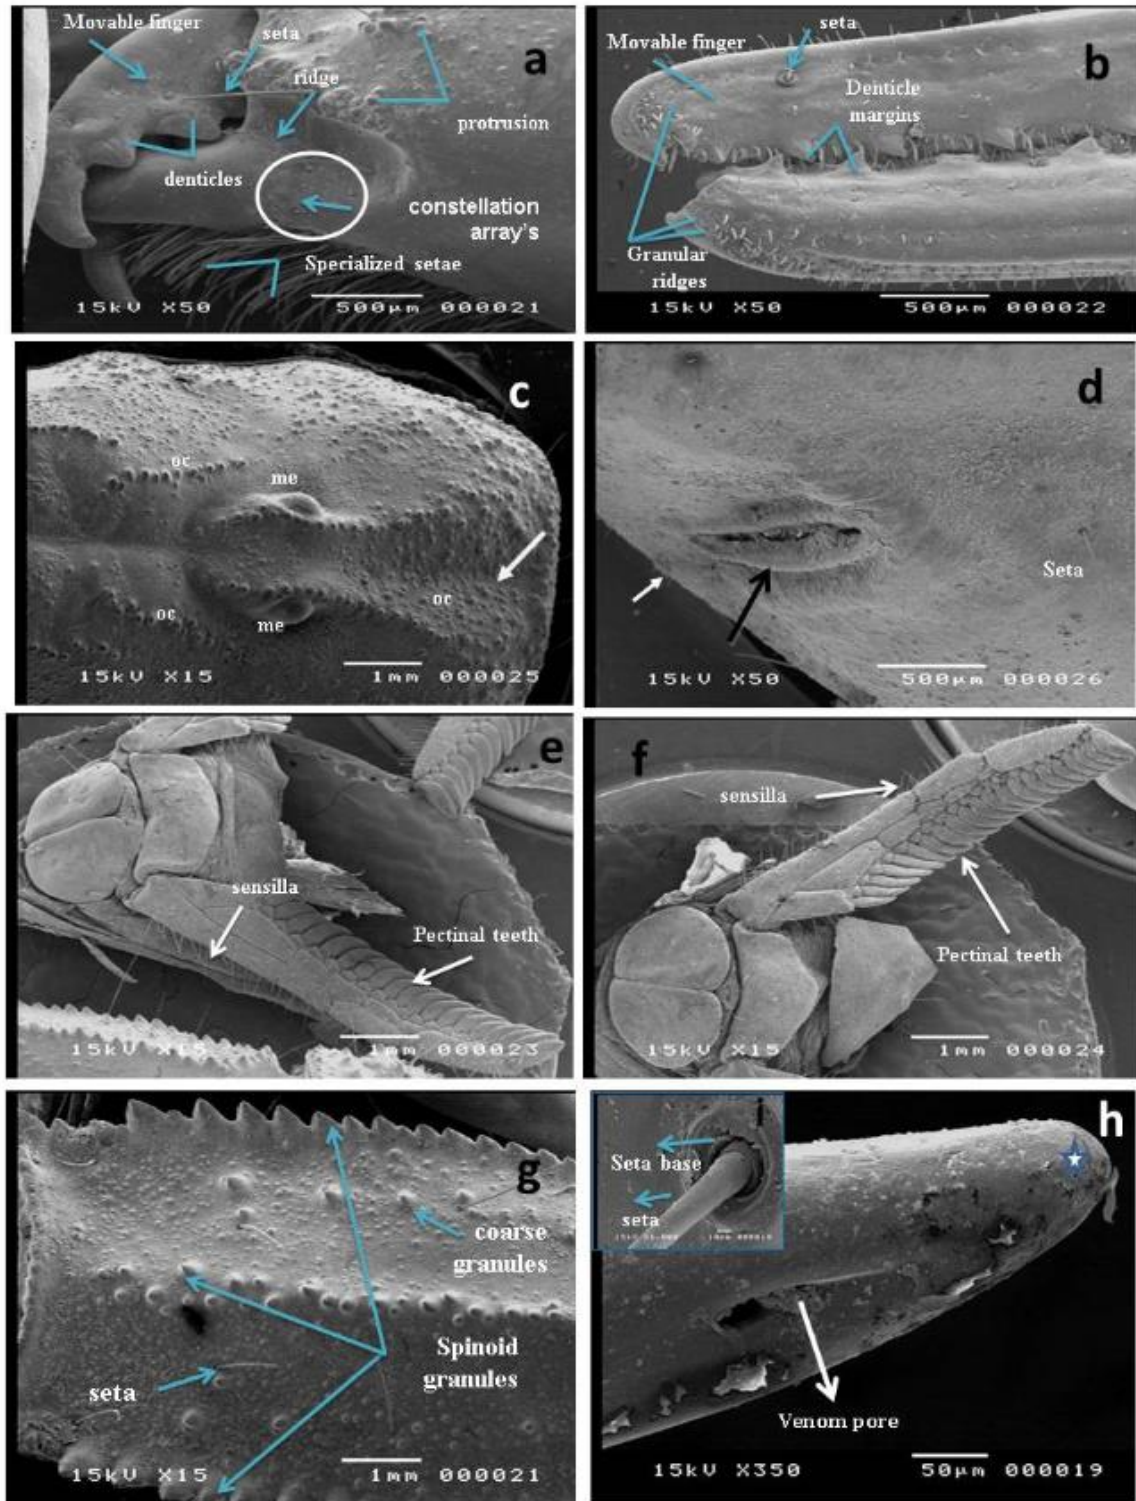 Movable finger
seta
a
ridge
protrusion
denticles
constellation
array's
Specialized setae
15kV X50 500µm 000021
seta
Movable finger
b
Denticle
margins
Granular
ridges
15kV X50 500µm 000022
c
oc
me
oc
oc
me
15kV X15 1mm 000025
d
Seta
15kV X50 500µm 000026
e
sensilla
Pectinal teeth
15kV X15 1mm 000023
f
sensilla
Pectinal teeth
15kV X15 1mm 000024
g
coarse
granules
Spinoid
granules
seta
15kV X15 1mm 000021
i
h
Seta base
seta
Venom pore
15kV X350 50µm 000019